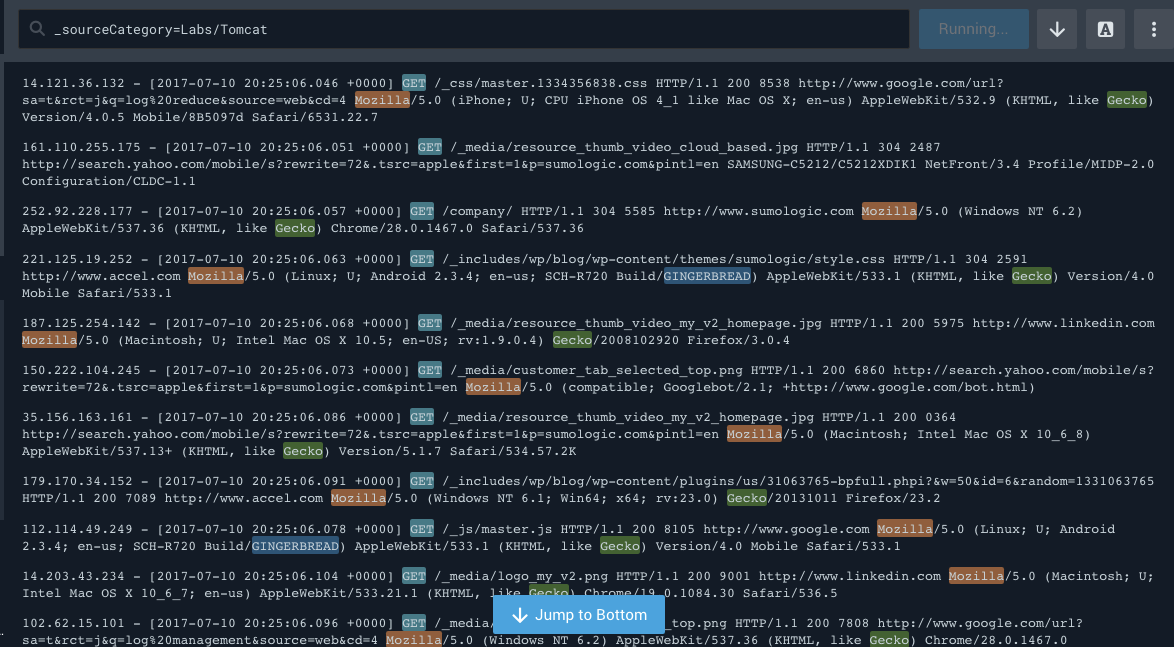 _sourceCategory=Labs/Tomcat
Running...
14.121.36.132 - [2017-07-10 20:25:06.046 +0000] GET /_css/master.1334356838.css HTTP/1.1 200 8538 http://www.google.com/url?
sa=t&rct=j&q=log%20reduce&source=web&cd=4 Mozilla/5.0 (iPhone; U; CPU iPhone OS 4_1 like Mac OS X; en-us) AppleWebKit/532.9 (KHTML, like Gecko)
Version/4.0.5 Mobile/8B5097d Safari/6531.22.7
161.110.255.175 - [2017-07-10 20:25:06.051 +0000] GET /_media/resource_thumb_video_cloud_based.jpg HTTP/1.1 304 2487
http://search.yahoo.com/mobile/s?rewrite=72&.tsrc=apple&first=1&p=sumologic.com&pintl=en SAMSUNG-C5212/C5212XDIK1 NetFront/3.4 Profile/MIDP-2.0
Configuration/CLDC-1.1
252.92.228.177 - [2017-07-10 20:25:06.057 +0000] GET /company/ HTTP/1.1 304 5585 http://www.sumologic.com Mozilla/5.0 (Windows NT 6.2)
AppleWebKit/537.36 (KHTML, like Gecko) Chrome/28.0.1467.0 Safari/537.36
221.125.19.252 - [2017-07-10 20:25:06.063 +0000] GET /_includes/wp/blog/wp-content/themes/sumologic/style.css HTTP/1.1 304 2591
http://www.accel.com Mozilla/5.0 (Linux; U; Android 2.3.4; en-us; SCH-R720 Build/GINGERBREAD) AppleWebKit/533.1 (KHTML, like Gecko) Version/4.0
Mobile Safari/533.1
187.125.254.142 - [2017-07-10 20:25:06.068 +0000] GET /_media/resource_thumb_video_my_v2_homepage.jpg HTTP/1.1 200 5975 http://www.linkedin.com
Mozilla/5.0 (Macintosh; U; Intel Mac OS X 10.5; en-US; rv:1.9.0.4) Gecko/2008102920 Firefox/3.0.4
150.222.104.245 - [2017-07-10 20:25:06.073 +0000] GET /_media/customer_tab_selected_top.png HTTP/1.1 200 6860 http://search.yahoo.com/mobile/s?
rewrite=72&.tsrc=apple&first=1&p=sumologic.com&pintl=en Mozilla/5.0 (compatible; Googlebot/2.1; +http://www.google.com/bot.html)
35.156.163.161 - [2017-07-10 20:25:06.086 +0000] GET /_media/resource_thumb_video_my_v2_homepage.jpg HTTP/1.1 200 0364
http://search.yahoo.com/mobile/s?rewrite=72&.tsrc=apple&first=1&p=sumologic.com&pintl=en Mozilla/5.0 (Macintosh; Intel Mac OS X 10_6_8)
AppleWebKit/537.13+ (KHTML, like Gecko) Version/5.1.7 Safari/534.57.2K
179.170.34.152 - [2017-07-10 20:25:06.091 +0000] GET /_includes/wp/blog/wp-content/plugins/us/31063765-bpfull.phpi?&w=50&id=6&random=1331063765
HTTP/1.1 200 7089 http://www.accel.com Mozilla/5.0 (Windows NT 6.1; Win64; x64; rv:23.0) Gecko/20131011 Firefox/23.2
112.114.49.249 - [2017-07-10 20:25:06.078 +0000] GET /_js/master.js HTTP/1.1 200 8105 http://www.google.com Mozilla/5.0 (Linux; U; Android
2.3.4; en-us; SCH-R720 Build/GINGERBREAD) AppleWebKit/533.1 (KHTML, like Gecko) Version/4.0 Mobile Safari/533.1
14.203.43.234 - [2017-07-10 20:25:06.104 +0000] GET /_media/logo_my_v2.png HTTP/1.1 200 9001 http://www.linkedin.com Mozilla/5.0 (Macintosh; U;
Intel Mac OS X 10_6_7; en-us) AppleWebKit/533.21.1 (KHTML, like Gecko) Chrome/19.0.1084.30 Safari/536.5
102.62.15.101 - [2017-07-10 20:25:06.096 +0000] GET _top.png HTTP/1.1 200 7808 http://www.google.com/url?
Jump to Bottom
sa=t&rct=j&q=log%20management&source=web&cd=4 Mozilla/5.0 (Windows NT 6.2) AppleWebKit/537.36 (KHTML, like Gecko) Chrome/28.0.1467.0